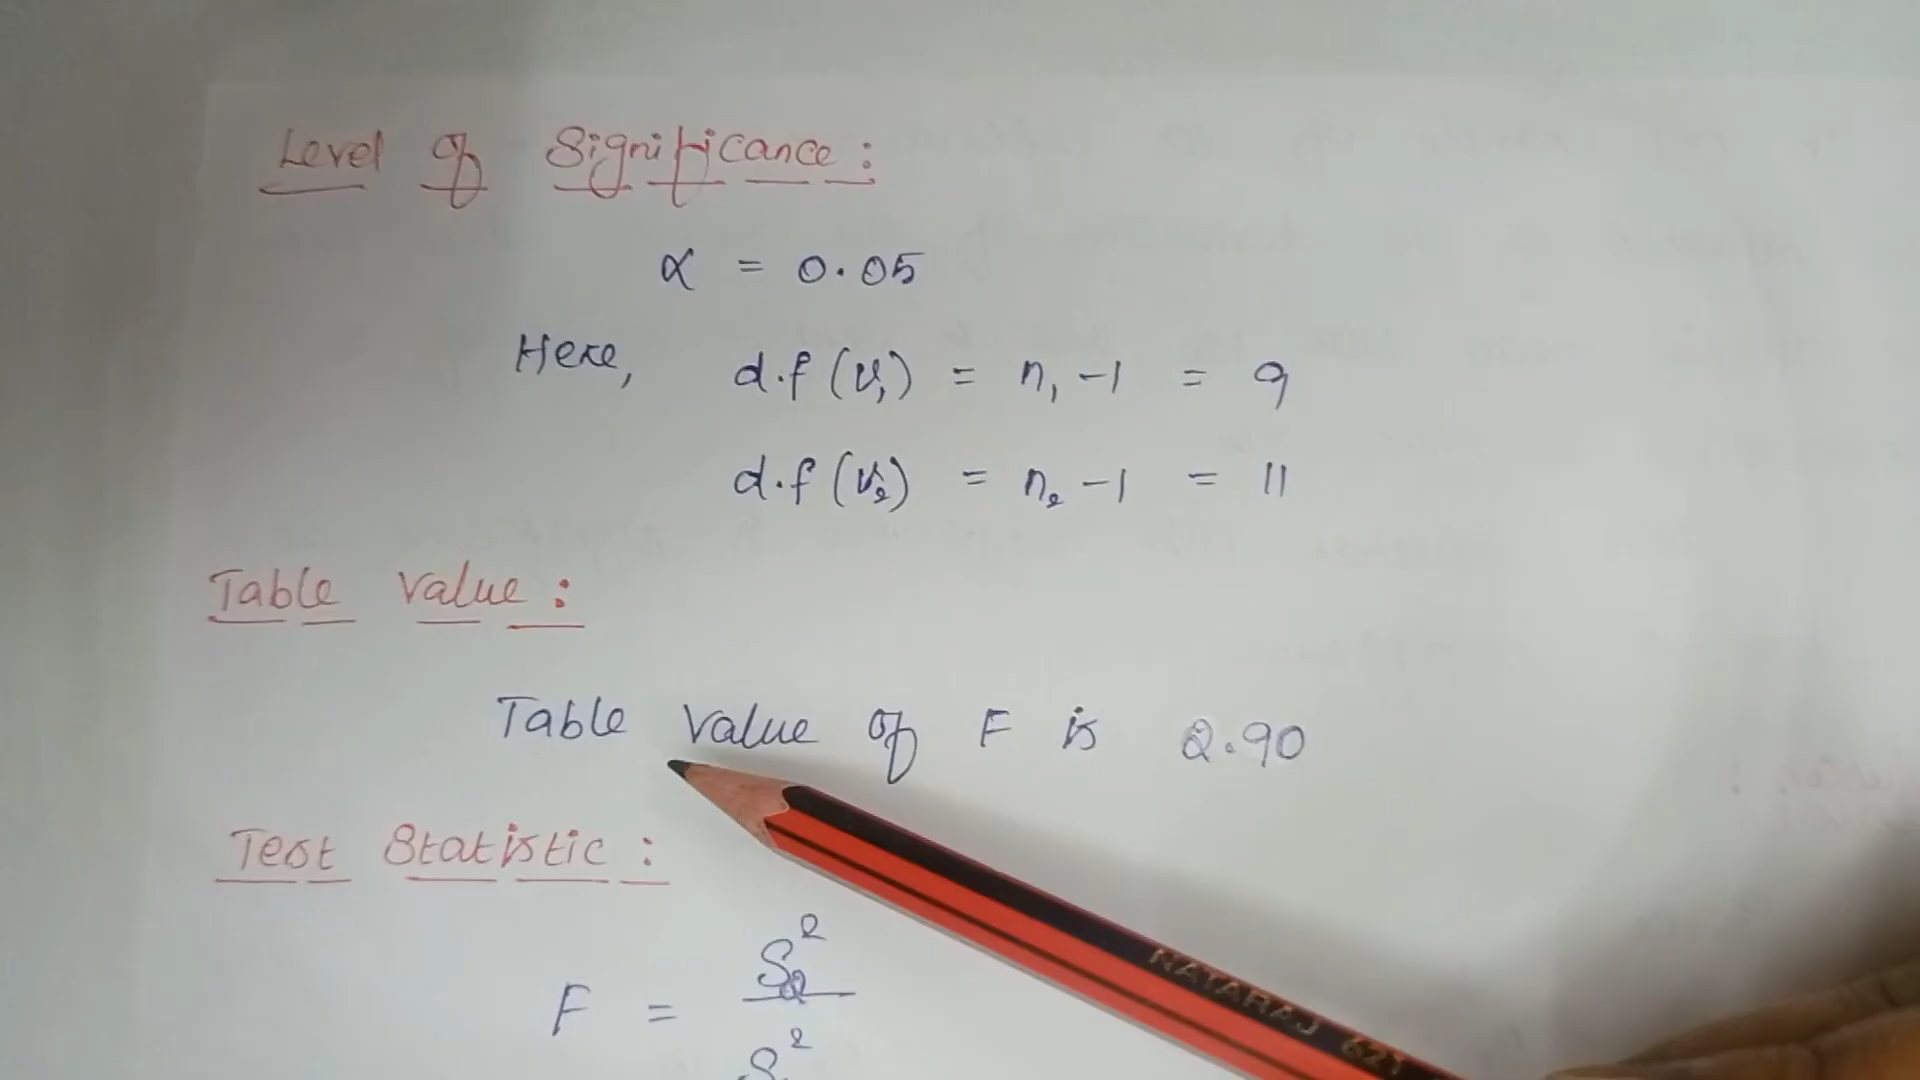 Level of Significance:
α = 0.05
Here, d.f (ν₁) = n₁ - 1 = 9
d.f (ν₂) = n₂ - 1 = 11
Table Value:
Table Value of F is 2.90
Test Statistic:
F = S₂² / S²
NATARAJ 621